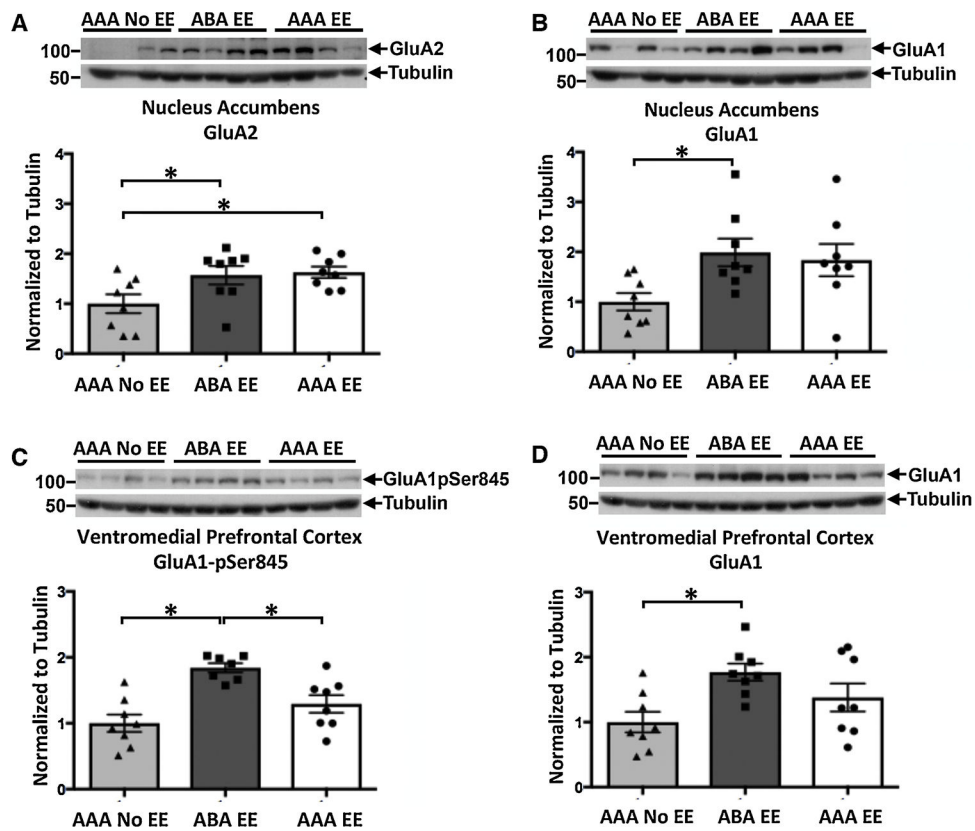 A
AAA No EE ABA EE AAA EE
100 GluA2
50 Tubulin
Nucleus Accumbens
GluA2
Normalized to Tubulin
4
3
2
1
0
*
*
AAA No EE ABA EE AAA EE
B
AAA No EE ABA EE AAA EE
100 GluA1
50 Tubulin
Nucleus Accumbens
GluA1
Normalized to Tubulin
4
3
2
1
0
*
AAA No EE ABA EE AAA EE
C
AAA No EE ABA EE AAA EE
100 GluA1pSer845
50 Tubulin
Ventromedial Prefrontal Cortex
GluA1-pSer845
Normalized to Tubulin
3
2
1
0
* *
AAA No EE ABA EE AAA EE
D
AAA No EE ABA EE AAA EE
100 GluA1
50 Tubulin
Ventromedial Prefrontal Cortex
GluA1
Normalized to Tubulin
3
2
1
0
*
AAA No EE ABA EE AAA EE